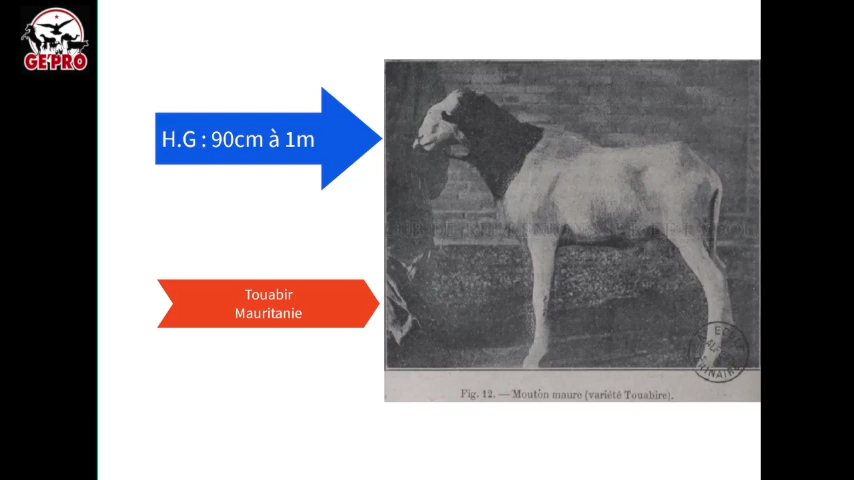 GE'PRO
H.G : 90cm à 1m
Touabir
Mauritanie
Fig. 12. — Mouton maure (variété Touabire).